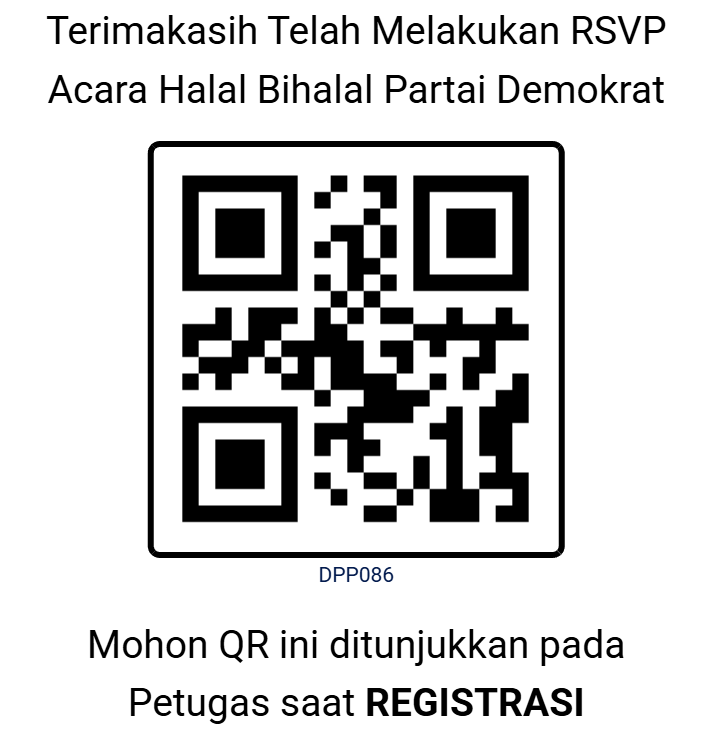 Terimakasih Telah Melakukan RSVP
Acara Halal Bihalal Partai Demokrat
DPP086
Mohon QR ini ditunjukkan pada
Petugas saat REGISTRASI